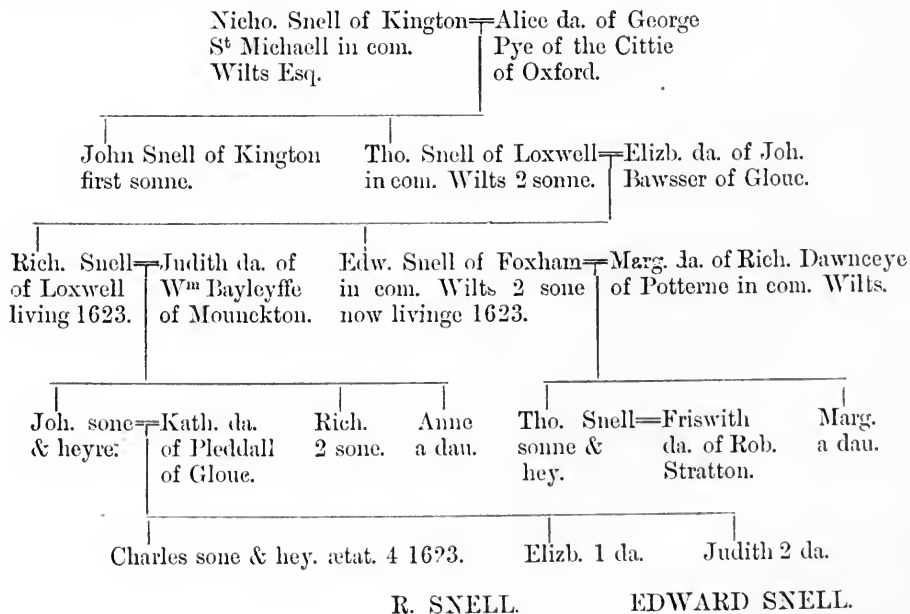 Nicho. Snell of Kington=Alice da. of George
Sᵗ Michaell in com. Pye of the Cittie
Wilts Esq. of Oxford.
John Snell of Kington Tho. Snell of Loxwell=Elizb. da. of Joh.
first sonne. in com. Wilts 2 sonne. Bawsser of Glouc.
Rich. Snell=Judith da. of Edw. Snell of Foxham=Marg. da. of Rich. Dawnceye
of Loxwell Wᵐ Bayleyffe in com. Wilts 2 sone of Potterne in com. Wilts.
living 1623. of Mounckton. now livinge 1623.
Joh. sone=Kath. da. Rich. Anne Tho. Snell=Friswith Marg.
& heyre. of Pleddall 2 sone. a dau. sonne & da. of Rob. a dau.
of Glouc. hey. Stratton.
Charles sone & hey. ætat. 4 1623. Elizb. 1 da. Judith 2 da.
R. SNELL. EDWARD SNELL.